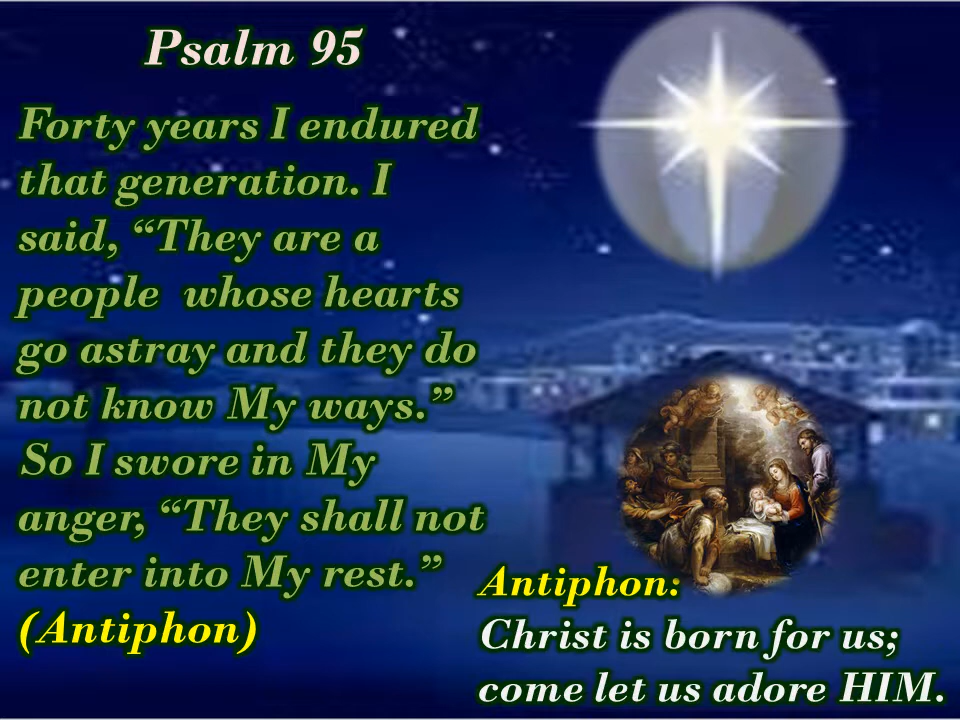 Psalm 95
Forty years I endured
that generation. I
said, “They are a
people whose hearts
go astray and they do
not know My ways.”
So I swore in My
anger, “They shall not
enter into My rest.”
(Antiphon)
Antiphon:
Christ is born for us;
come let us adore HIM.